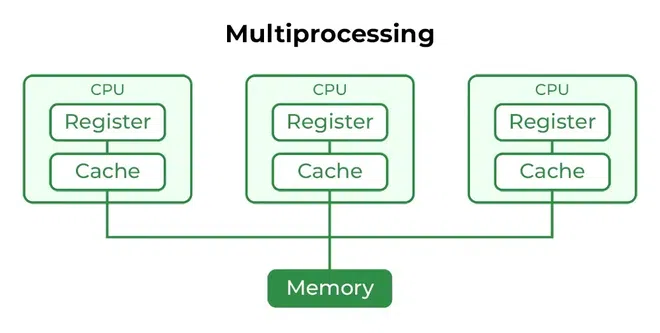 Multiprocessing
CPU
CPU
CPU
Register
Register
Register
Cache
Cache
Cache
Memory